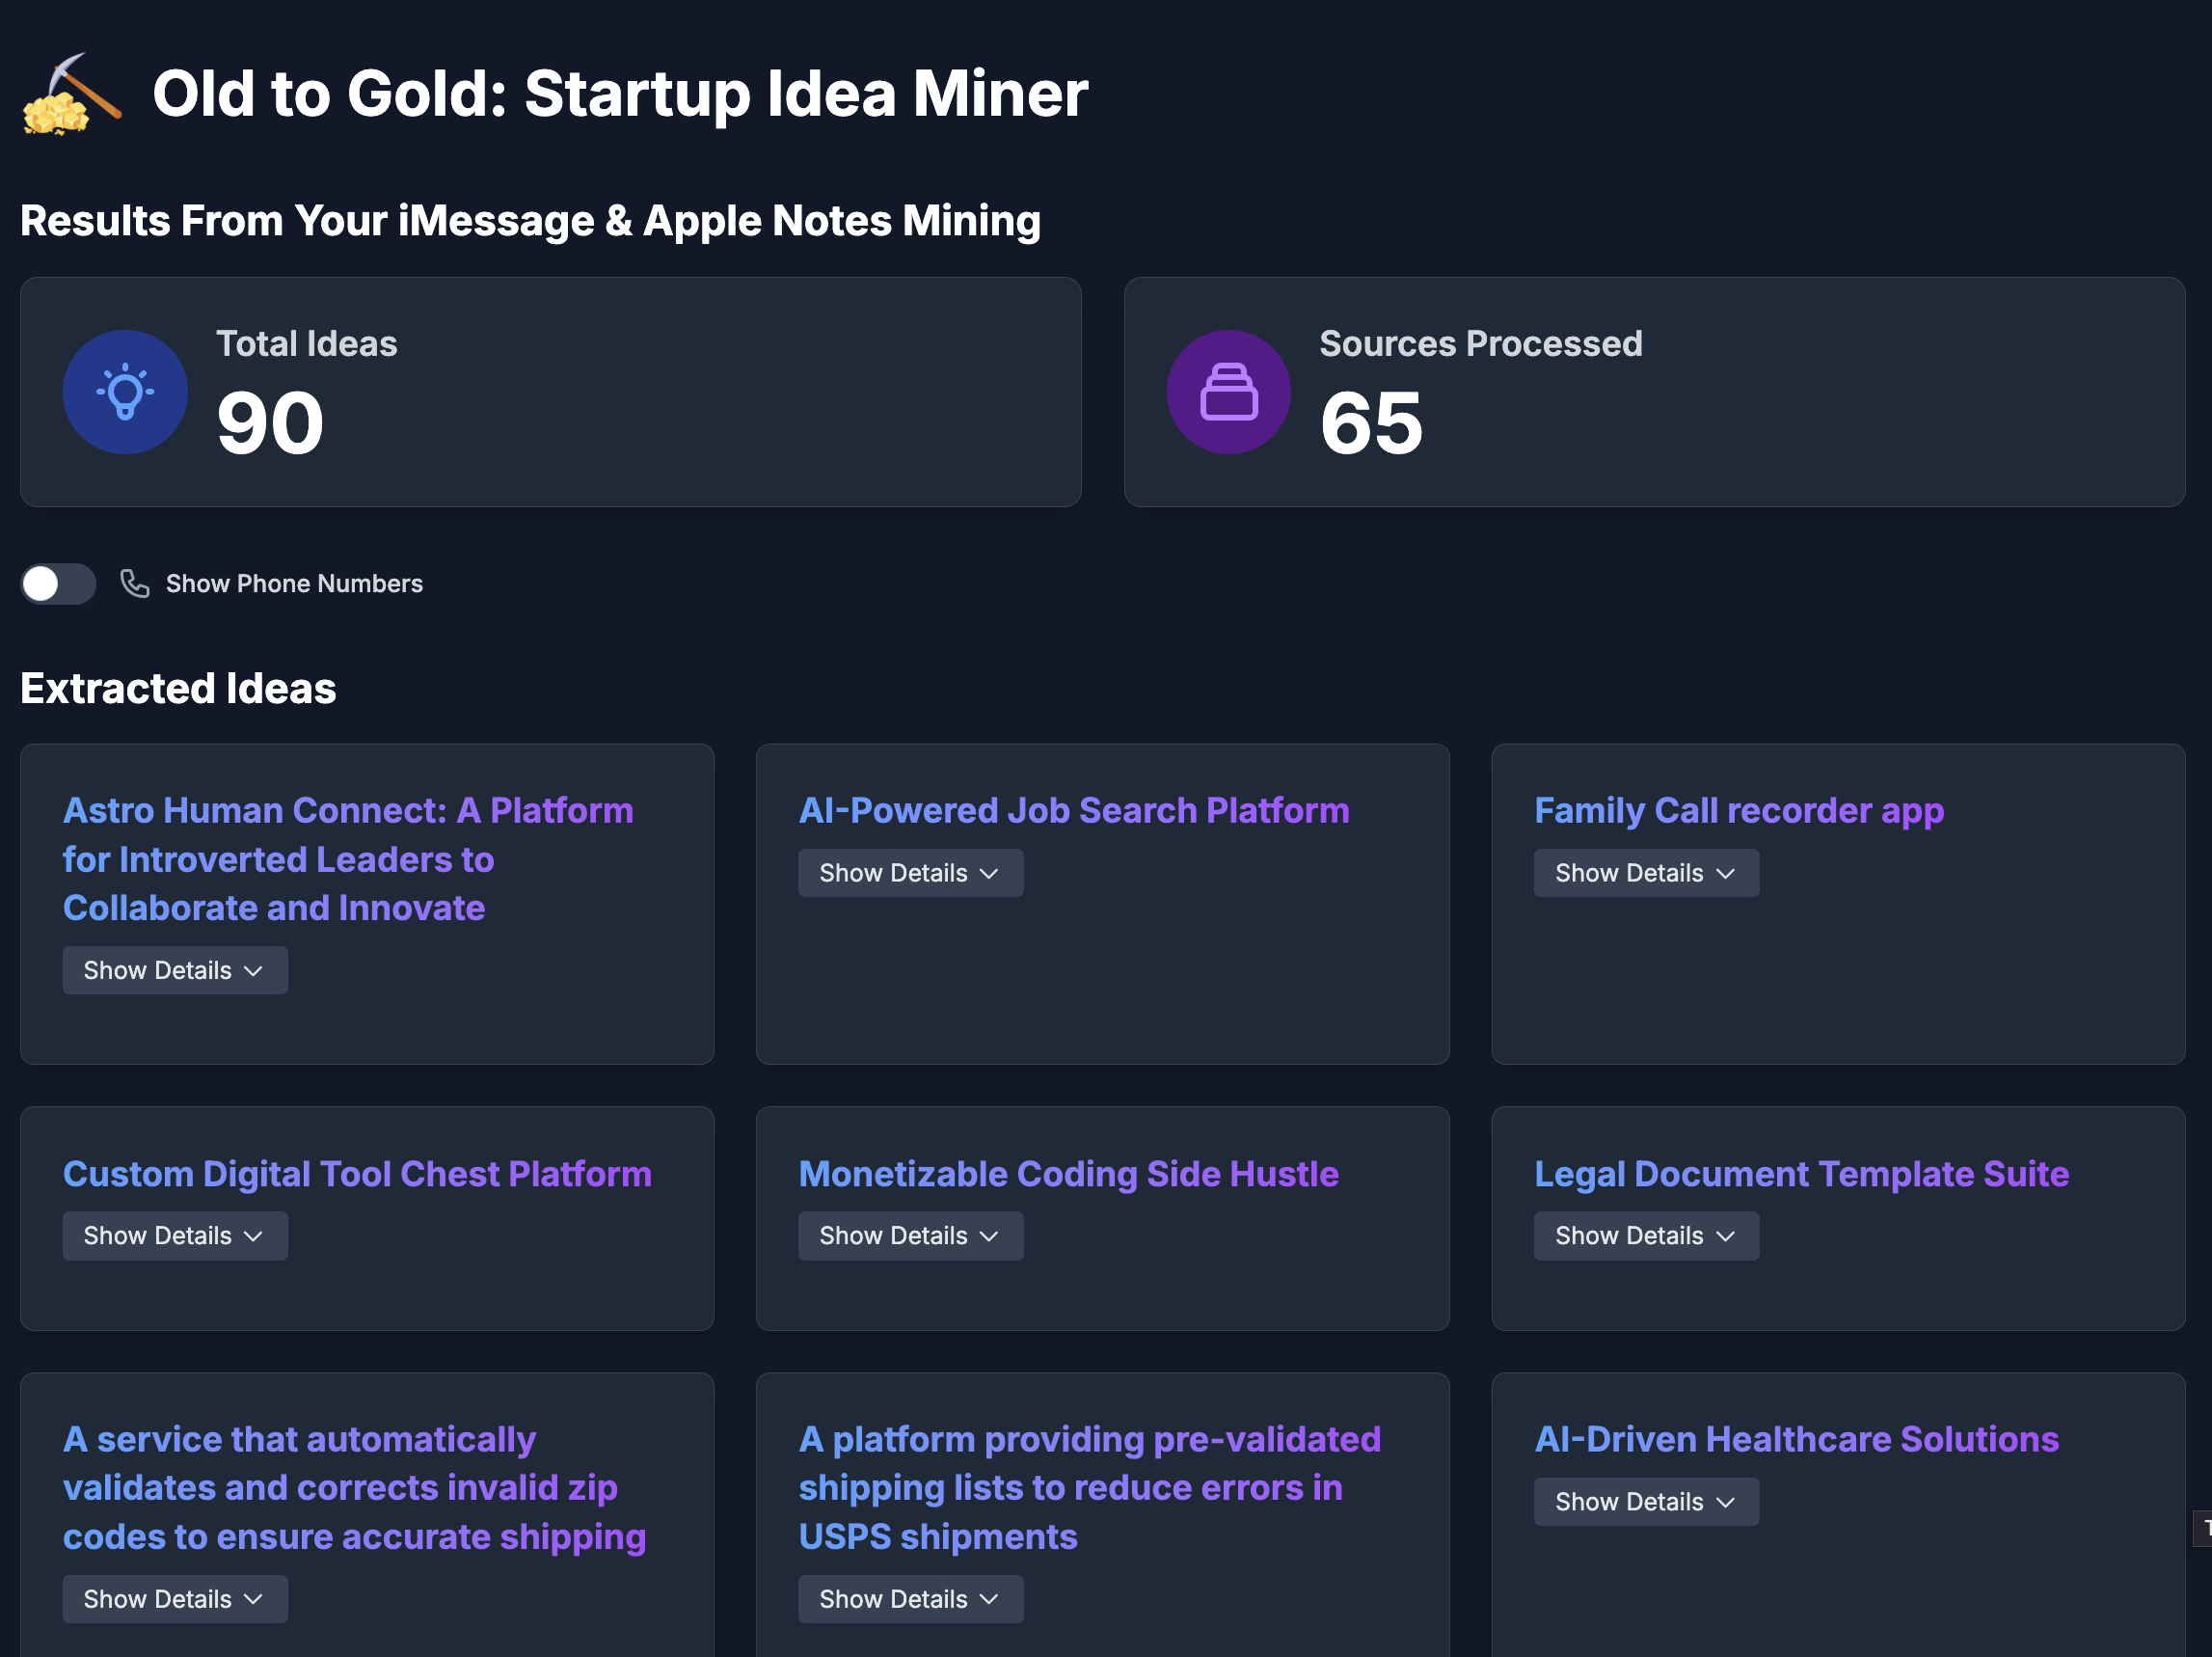 Old to Gold: Startup Idea Miner
Results From Your iMessage & Apple Notes Mining
Total Ideas
90
Sources Processed
65
Show Phone Numbers
Extracted Ideas
Astro Human Connect: A Platform
for Introverted Leaders to
Collaborate and Innovate
Show Details
AI-Powered Job Search Platform
Show Details
Family Call recorder app
Show Details
Custom Digital Tool Chest Platform
Show Details
Monetizable Coding Side Hustle
Show Details
Legal Document Template Suite
Show Details
A service that automatically
validates and corrects invalid zip
codes to ensure accurate shipping
Show Details
A platform providing pre-validated
shipping lists to reduce errors in
USPS shipments
Show Details
AI-Driven Healthcare Solutions
Show Details